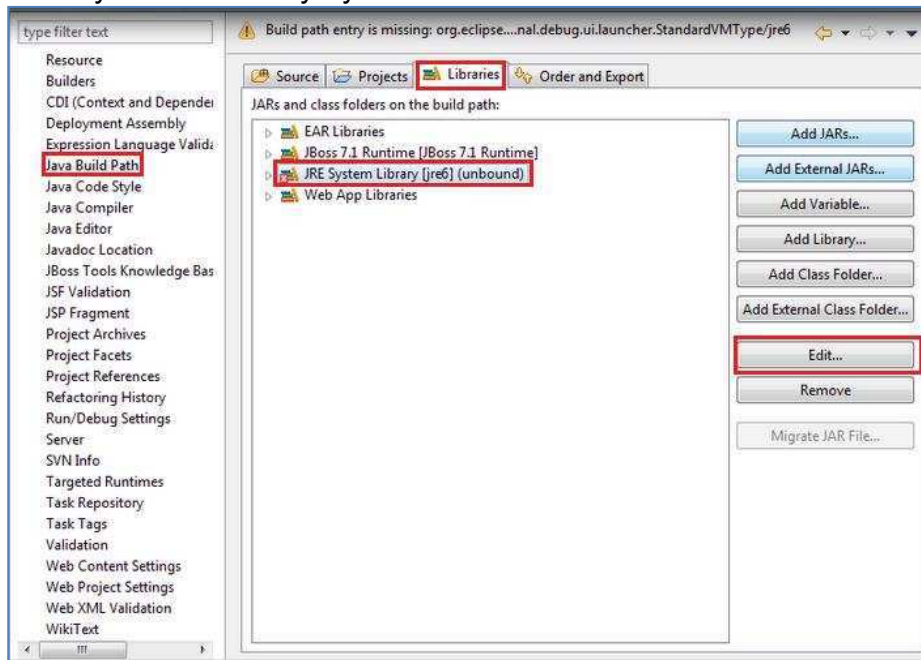 type filter text
Resource
Builders
CDI (Context and Depender
Deployment Assembly
Expression Language Valida
Java Build Path
Java Code Style
Java Compiler
Java Editor
Javadoc Location
JBoss Tools Knowledge Bas
JSF Validation
JSP Fragment
Project Archives
Project Facets
Project References
Refactoring History
Run/Debug Settings
Server
SVN Info
Targeted Runtimes
Task Repository
Task Tags
Validation
Web Content Settings
Web Project Settings
Web XML Validation
WikiText
Build path entry is missing: org.eclipse....nal.debug.ui.launcher.StandardVMType/jre6
Source Projects Libraries Order and Export
JARs and class folders on the build path:
EAR Libraries
JBoss 7.1 Runtime [JBoss 7.1 Runtime]
JRE System Library [jre6] (unbound)
Web App Libraries
Add JARs...
Add External JARs...
Add Variable...
Add Library...
Add Class Folder...
Add External Class Folder...
Edit...
Remove
Migrate JAR File...